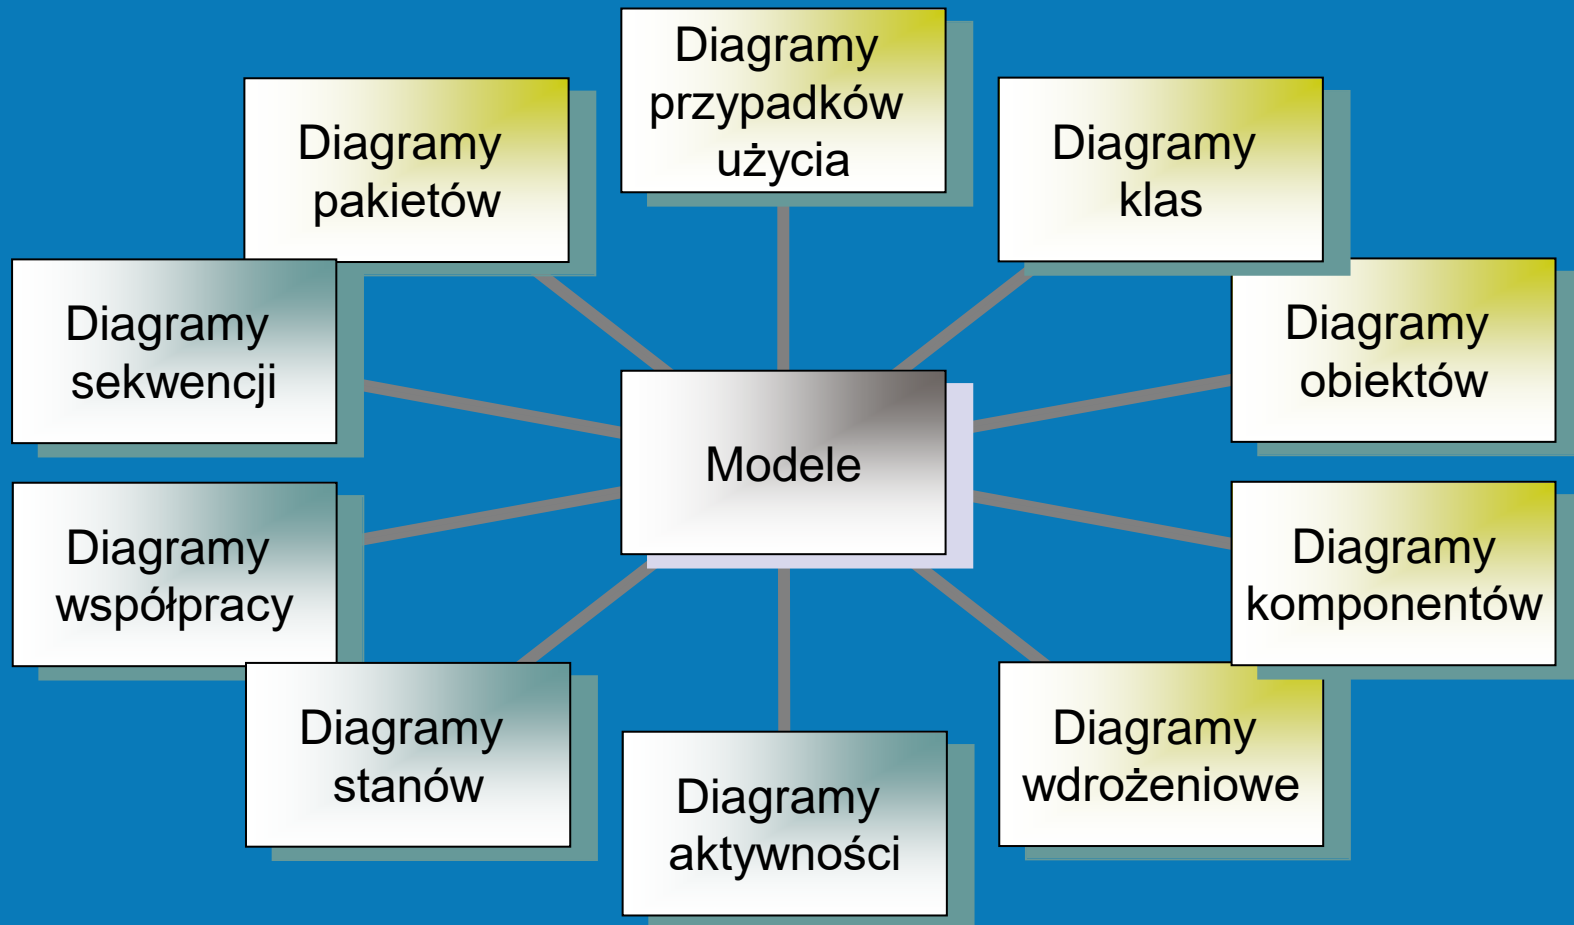 Diagramy
przypadków
użycia
Diagramy
pakietów
Diagramy
klas
Diagramy
sekwencji
Diagramy
obiektów
Modele
Diagramy
współpracy
Diagramy
komponentów
Diagramy
stanów
Diagramy
wdrożeniowe
Diagramy
aktywności